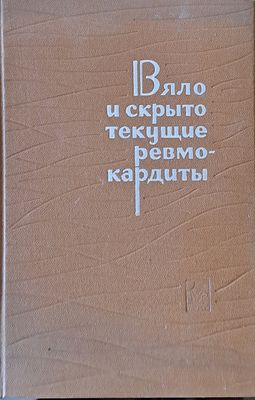 Вяло
и скрыто
текущие
ревмо-
кардиты